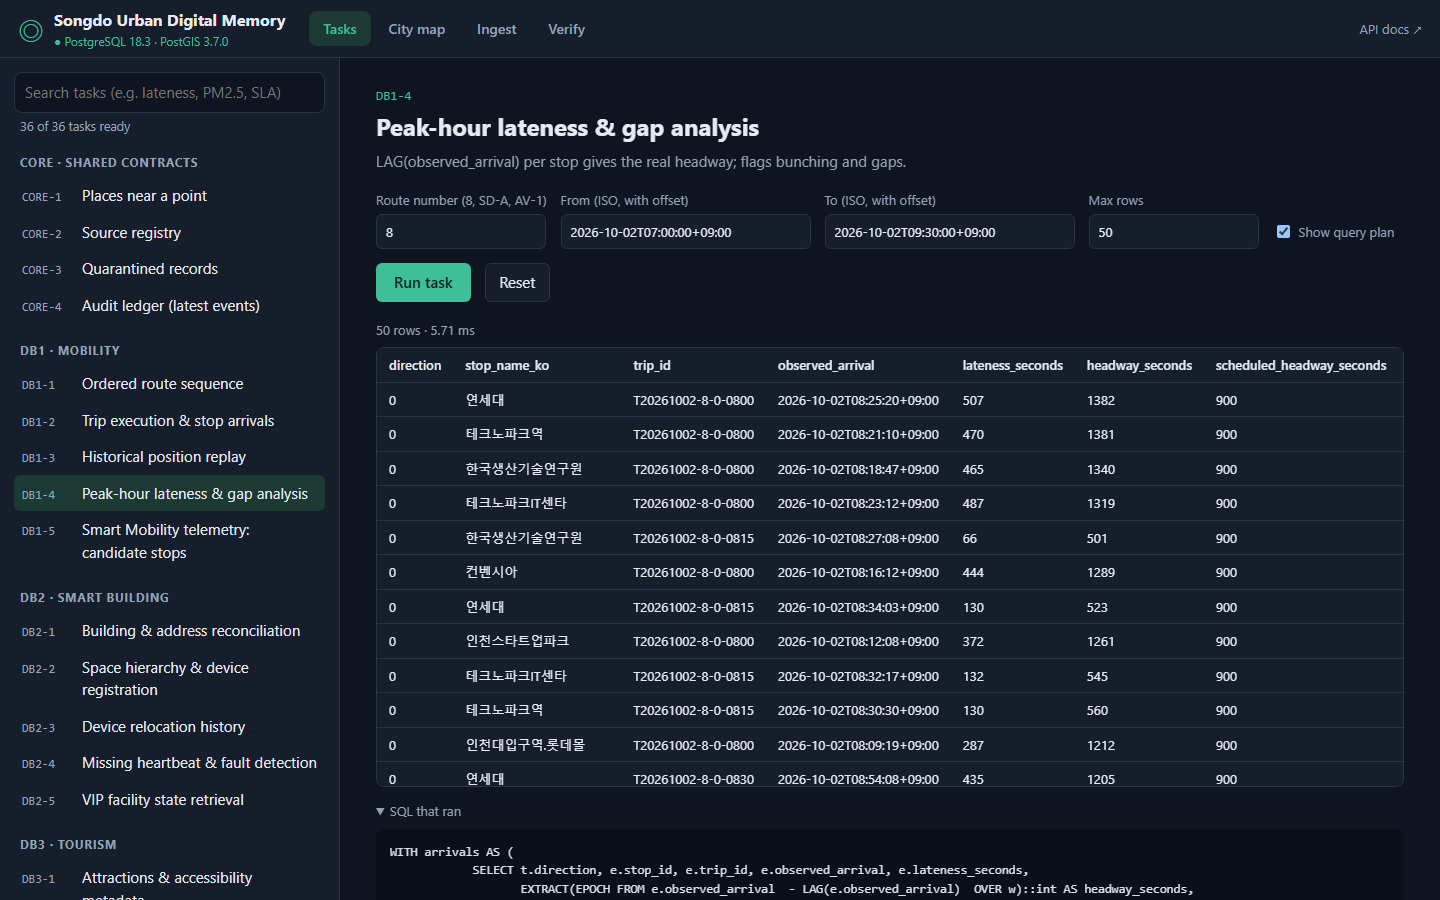 Songdo Urban Digital Memory
● PostgreSQL 18.3 · PostGIS 3.7.0
Tasks
City map
Ingest
Verify
API docs ↗
Search tasks (e.g. lateness, PM2.5, SLA)
36 of 36 tasks ready
CORE · SHARED CONTRACTS
CORE-1 Places near a point
CORE-2 Source registry
CORE-3 Quarantined records
CORE-4 Audit ledger (latest events)
DB1 · MOBILITY
DB1-1 Ordered route sequence
DB1-2 Trip execution & stop arrivals
DB1-3 Historical position replay
DB1-4 Peak-hour lateness & gap analysis
DB1-5 Smart Mobility telemetry:
candidate stops
DB2 · SMART BUILDING
DB2-1 Building & address reconciliation
DB2-2 Space hierarchy & device
registration
DB2-3 Device relocation history
DB2-4 Missing heartbeat & fault detection
DB2-5 VIP facility state retrieval
DB3 · TOURISM
DB3-1 Attractions & accessibility
metadata
DB1-4
Peak-hour lateness & gap analysis
LAG(observed_arrival) per stop gives the real headway; flags bunching and gaps.
Route number (8, SD-A, AV-1) From (ISO, with offset) To (ISO, with offset) Max rows
8 2026-10-02T07:00:00+09:00 2026-10-02T09:30:00+09:00 50 Show query plan
Run task Reset
50 rows · 5.71 ms
direction stop_name_ko trip_id observed_arrival lateness_seconds headway_seconds scheduled_headway_seconds
0 연세대 T20261002-8-0-0800 2026-10-02T08:25:20+09:00 507 1382 900
0 테크노파크역 T20261002-8-0-0800 2026-10-02T08:21:10+09:00 470 1381 900
0 한국생산기술연구원 T20261002-8-0-0800 2026-10-02T08:18:47+09:00 465 1340 900
0 테크노파크IT센타 T20261002-8-0-0800 2026-10-02T08:23:12+09:00 487 1319 900
0 한국생산기술연구원 T20261002-8-0-0815 2026-10-02T08:27:08+09:00 66 501 900
0 컨벤시아 T20261002-8-0-0800 2026-10-02T08:16:12+09:00 444 1289 900
0 연세대 T20261002-8-0-0815 2026-10-02T08:34:03+09:00 130 523 900
0 인천스타트업파크 T20261002-8-0-0800 2026-10-02T08:12:08+09:00 372 1261 900
0 테크노파크IT센타 T20261002-8-0-0815 2026-10-02T08:32:17+09:00 132 545 900
0 테크노파크역 T20261002-8-0-0815 2026-10-02T08:30:30+09:00 130 560 900
0 인천대입구역.롯데몰 T20261002-8-0-0800 2026-10-02T08:09:19+09:00 287 1212 900
0 연세대 T20261002-8-0-0830 2026-10-02T08:54:08+09:00 435 1205 900
▼ SQL that ran
WITH arrivals AS (
SELECT t.direction, e.stop_id, e.trip_id, e.observed_arrival, e.lateness_seconds,
EXTRACT(EPOCH FROM e.observed_arrival - LAG(e.observed_arrival) OVER w)::int AS headway_seconds,